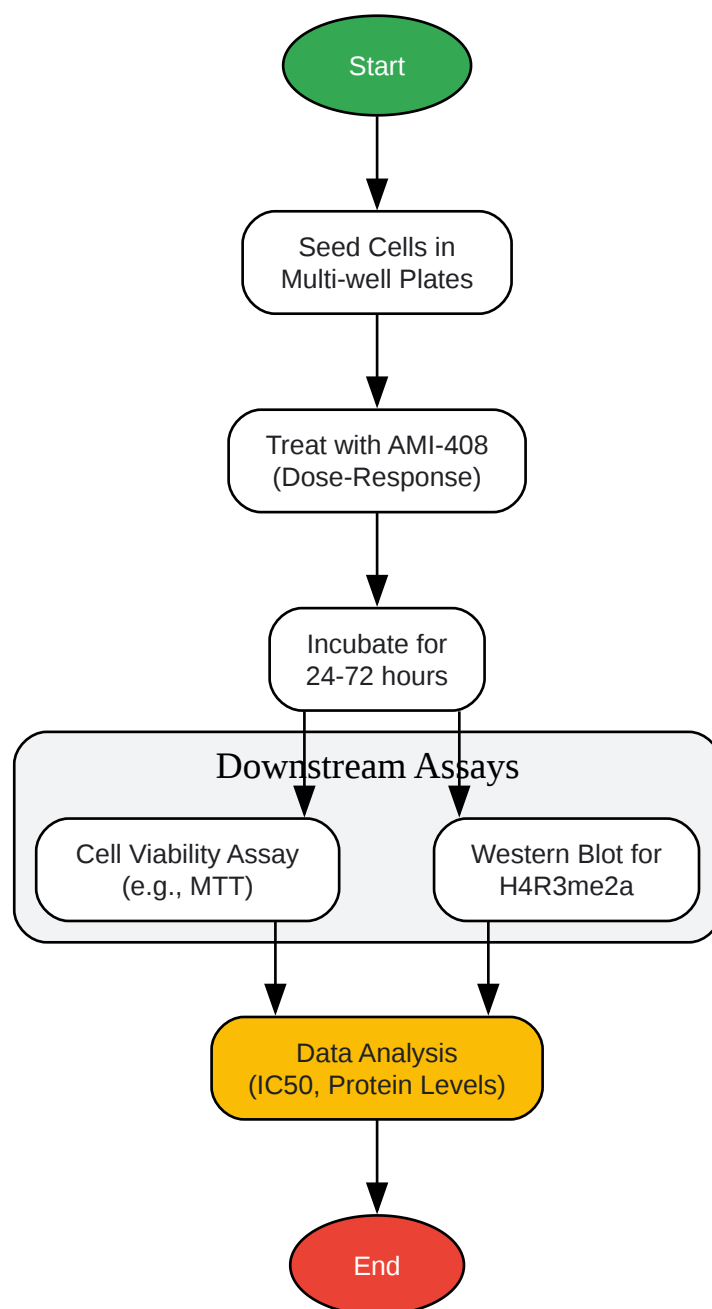 Start
Seed Cells in
Multi-well Plates
Treat with AMI-408
(Dose-Response)
Incubate for
24-72 hours
Downstream Assays
Cell Viability Assay
(e.g., MTT)
Western Blot for
H4R3me2a
Data Analysis
(IC50, Protein Levels)
End